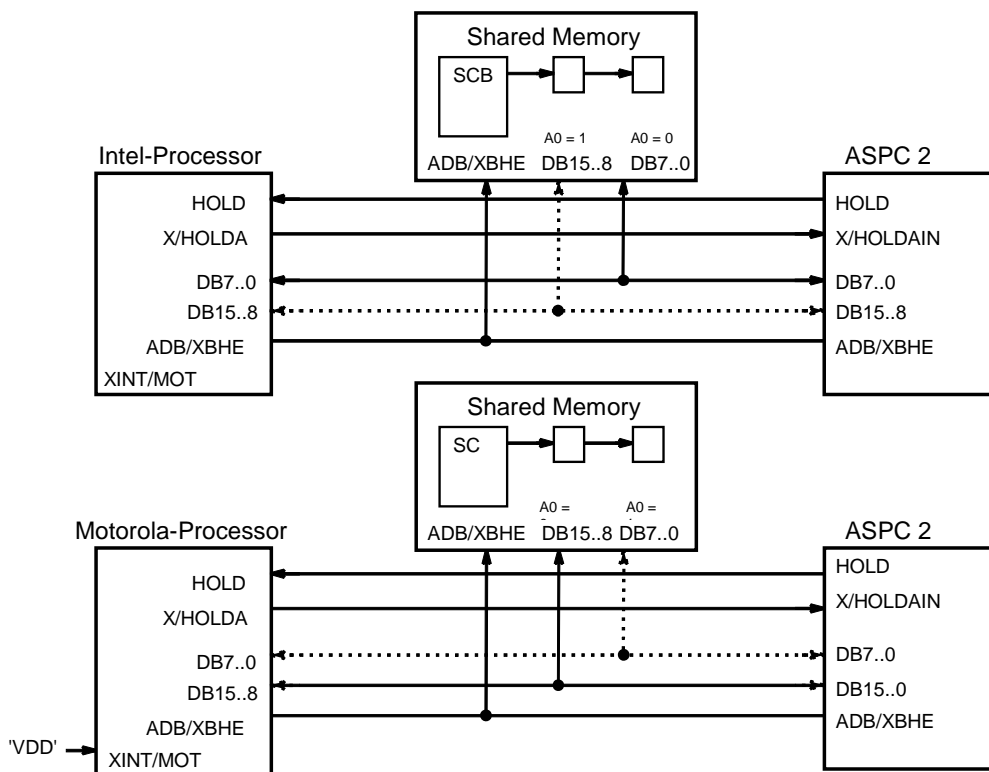 Shared Memory
SCB
A0 = 1 A0 = 0
ADB/XBHE DB15..8 DB7..0
Intel-Processor
HOLD
X/HOLDA
DB7..0
DB15..8
ADB/XBHE
XINT/MOT
ASPC 2
HOLD
X/HOLDAIN
DB7..0
DB15..8
ADB/XBHE
Shared Memory
SC
A0 = A0 =
ADB/XBHE DB15..8 DB7..0
Motorola-Processor
HOLD
X/HOLDA
DB7..0
DB15..8
ADB/XBHE
'VDD'
XINT/MOT
ASPC 2
HOLD
X/HOLDAIN
DB7..0
DB15..0
ADB/XBHE